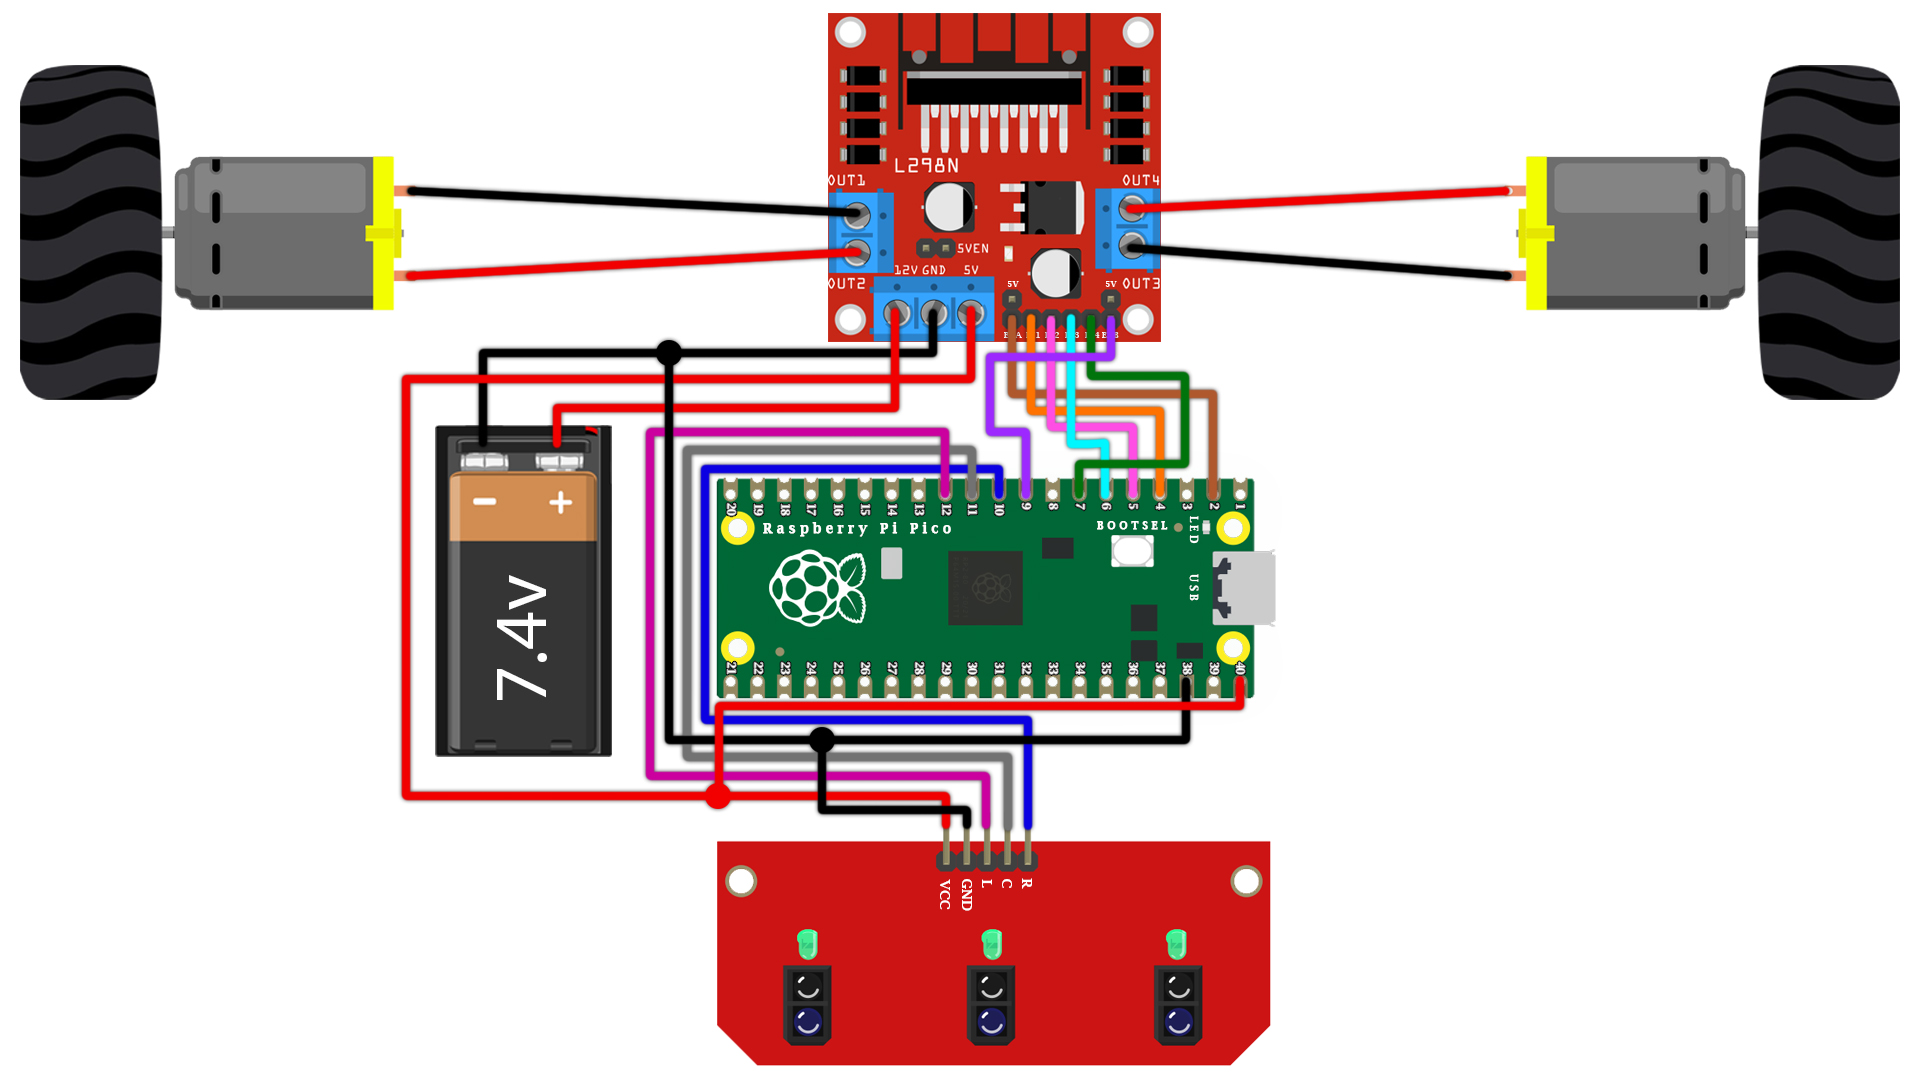 L298N
OUT1
OUT4
5VEN
12V GND 5V
5V
5V
OUT2
OUT3
20 19 18 17 16 15 14 13 12 11 10 9 8 7 6 5 4 3 2 1
Raspberry Pi Pico
BOOTSEL
LED
USB
- +
7.4v
21 22 23 24 25 26 27 28 29 30 31 32 33 34 35 36 37 38 39 40
VCC
GND
L
C
R